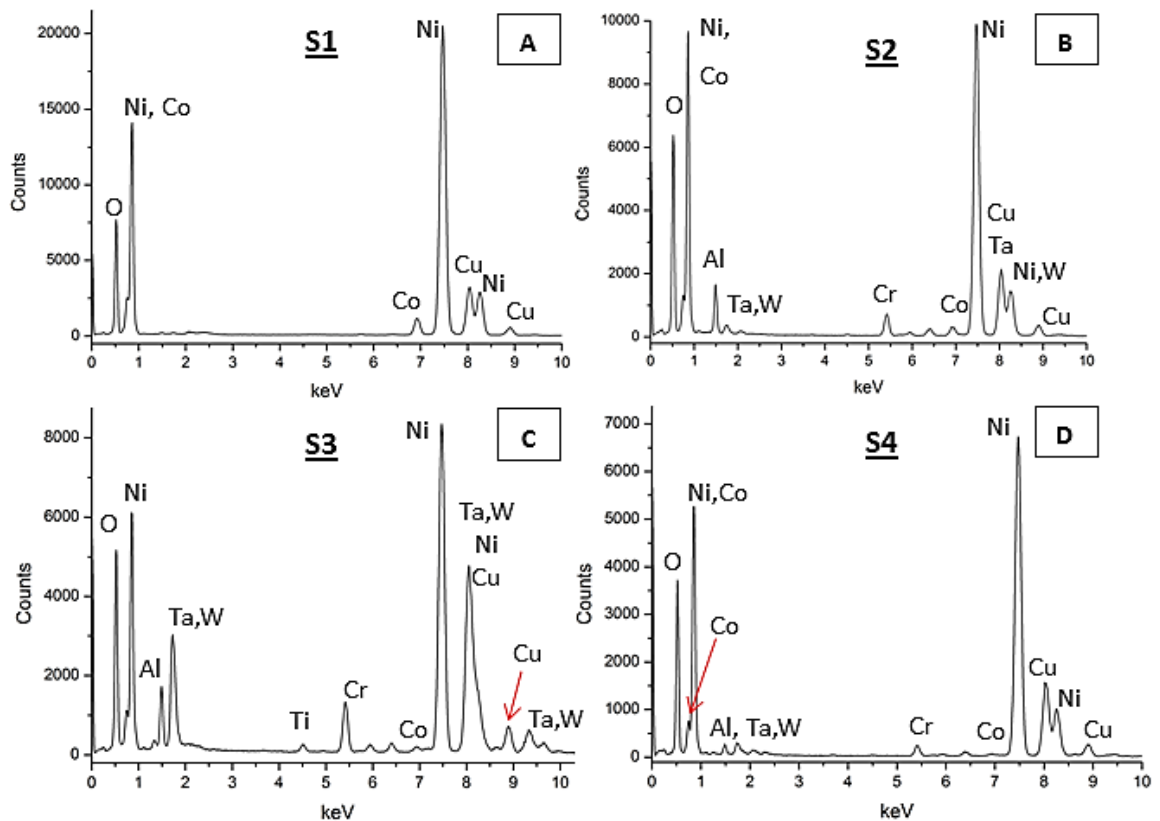 S1
A
Ni
Ni, Co
O
Co
Cu
Ni
Cu
20000
15000
10000
5000
0
Counts
0 1 2 3 4 5 6 7 8 9 10
keV
S2
B
Ni,
Co
O
Ni
Al
Ta,W
Cr
Co
Cu
Ta
Ni,W
Cu
10000
8000
6000
4000
2000
0
Counts
0 1 2 3 4 5 6 7 8 9 10
keV
S3
C
Ni
O
Ni
Ta,W
Al
Ti
Cr
Co
Ta,W
Ni
Cu
Cu
Ta,W
8000
6000
4000
2000
0
Counts
0 1 2 3 4 5 6 7 8 9 10
keV
S4
D
Ni
Ni,Co
O
Co
Al, Ta,W
Cr
Co
Cu
Ni
Cu
7000
6000
5000
4000
3000
2000
1000
0
Counts
0 1 2 3 4 5 6 7 8 9 10
keV